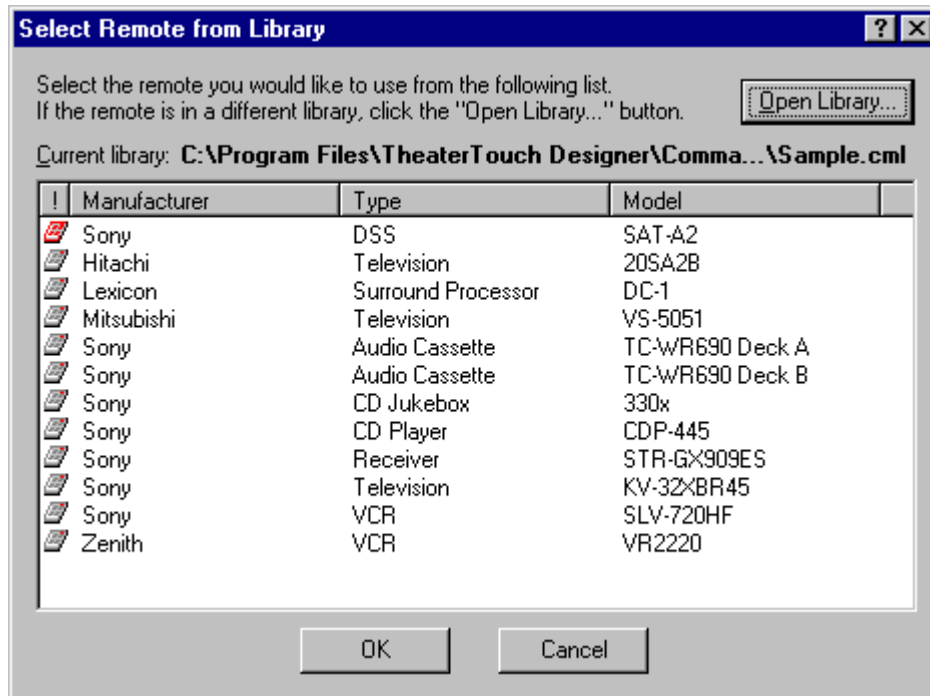 Select Remote from Library
? X
Select the remote you would like to use from the following list.
If the remote is in a different library, click the "Open Library..." button.
Open Library...
Current library: C:\Program Files\TheaterTouch Designer\Comma...\Sample.cml
! Manufacturer Type Model
Sony DSS SAT-A2
Hitachi Television 20SA2B
Lexicon Surround Processor DC-1
Mitsubishi Television VS-5051
Sony Audio Cassette TC-WR690 Deck A
Sony Audio Cassette TC-WR690 Deck B
Sony CD Jukebox 330x
Sony CD Player CDP-445
Sony Receiver STR-GX909ES
Sony Television KV-32XBR45
Sony VCR SLV-720HF
Zenith VCR VR2220
OK Cancel